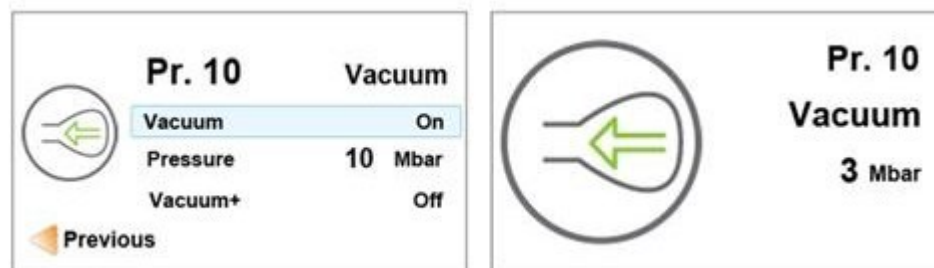 Pr. 10 Vacuum
Vacuum On
Pressure 10 Mbar
Vacuum+ Off
Previous
Pr. 10
Vacuum
3 Mbar